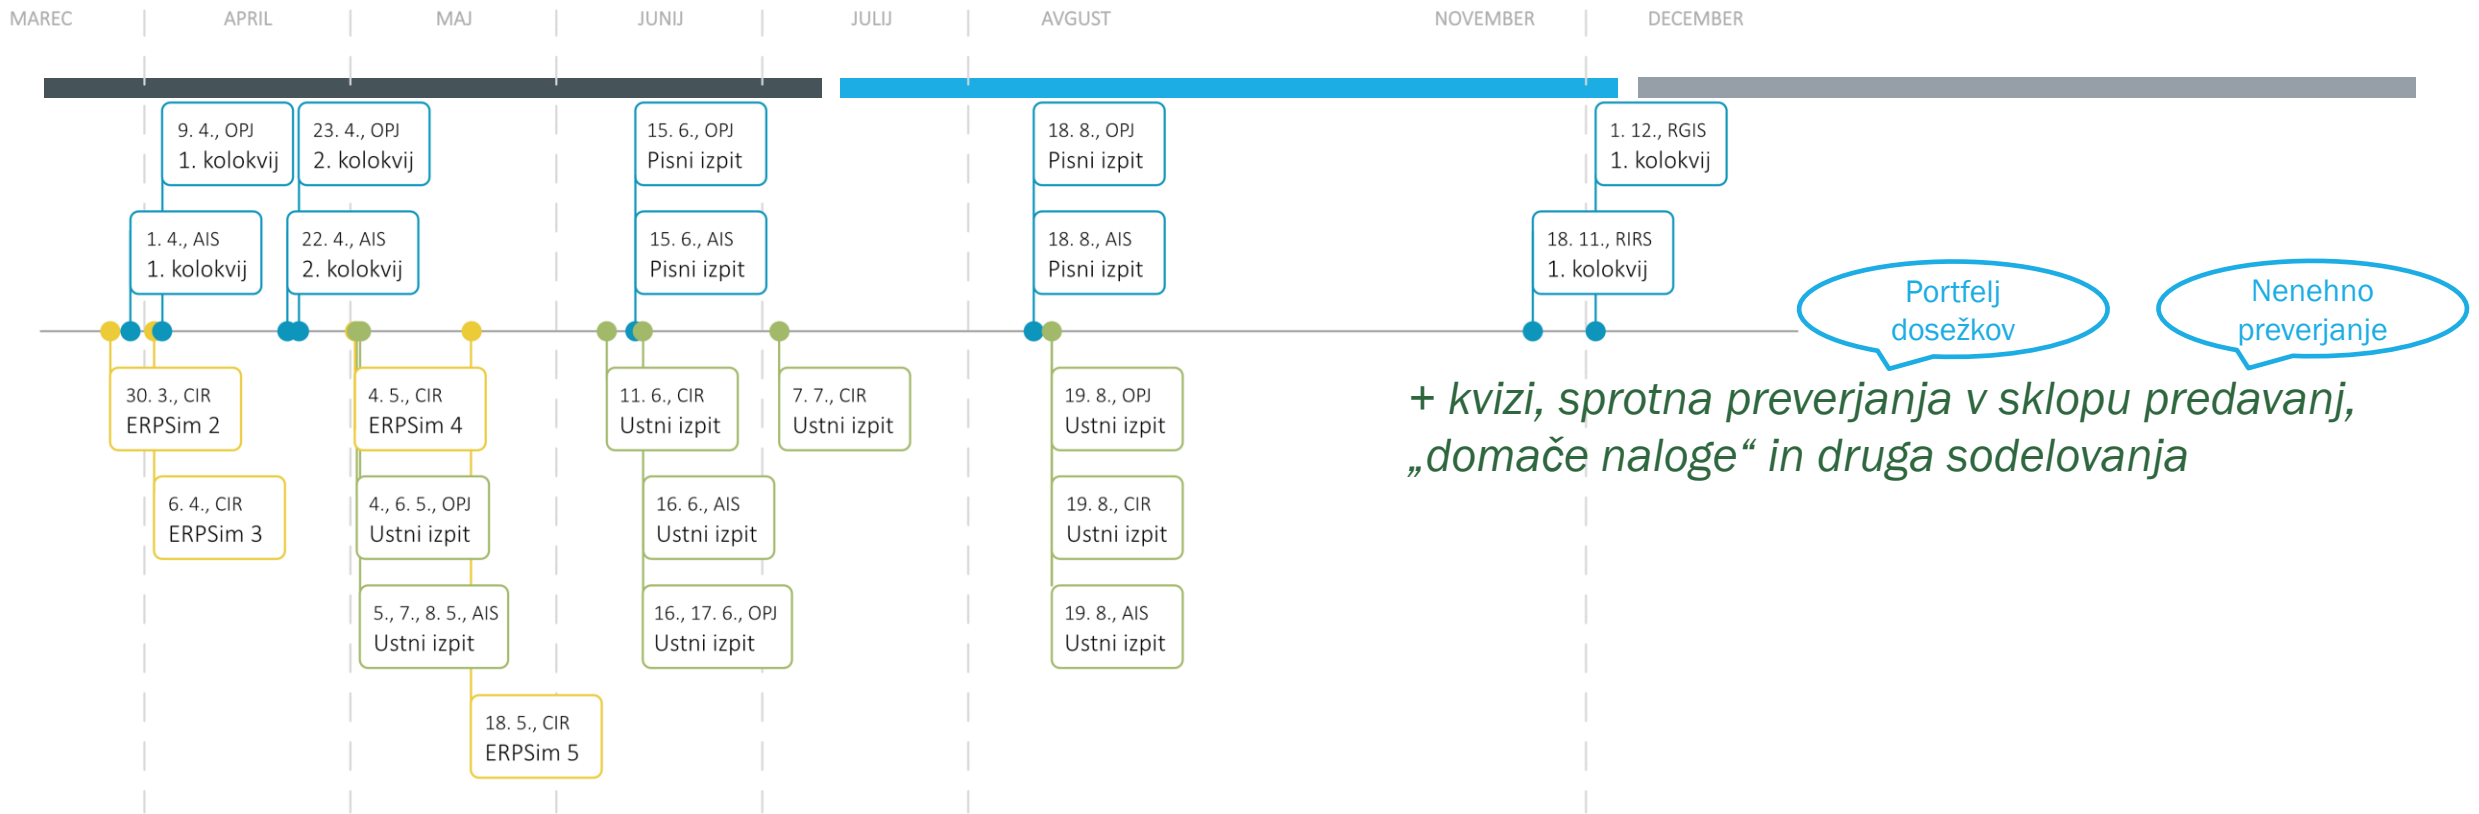 MAREC
APRIL
MAJ
JUNIJ
JULIJ
AVGUST
NOVEMBER
DECEMBER
9. 4., OPJ
1. kolokvij
23. 4., OPJ
2. kolokvij
15. 6., OPJ
Pisni izpit
18. 8., OPJ
Pisni izpit
1. 12., RGIS
1. kolokvij
1. 4., AIS
1. kolokvij
22. 4., AIS
2. kolokvij
15. 6., AIS
Pisni izpit
18. 8., AIS
Pisni izpit
18. 11., RIRS
1. kolokvij
Portfelj
dosežkov
Nenehno
preverjanje
30. 3., CIR
ERPSim 2
4. 5., CIR
ERPSim 4
11. 6., CIR
Ustni izpit
7. 7., CIR
Ustni izpit
19. 8., OPJ
Ustni izpit
+ kvizi, sprotna preverjanja v sklopu predavanj,
„domače naloge“ in druga sodelovanja
6. 4., CIR
ERPSim 3
4., 6. 5., OPJ
Ustni izpit
16. 6., AIS
Ustni izpit
19. 8., CIR
Ustni izpit
5., 7., 8. 5., AIS
Ustni izpit
16., 17. 6., OPJ
Ustni izpit
19. 8., AIS
Ustni izpit
18. 5., CIR
ERPSim 5